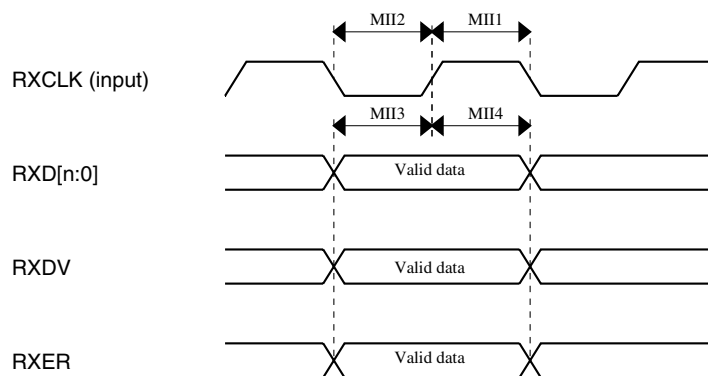 MII2 MII1
RXCLK (input)
MII3 MII4
RXD[n:0] Valid data
RXDV Valid data
RXER Valid data